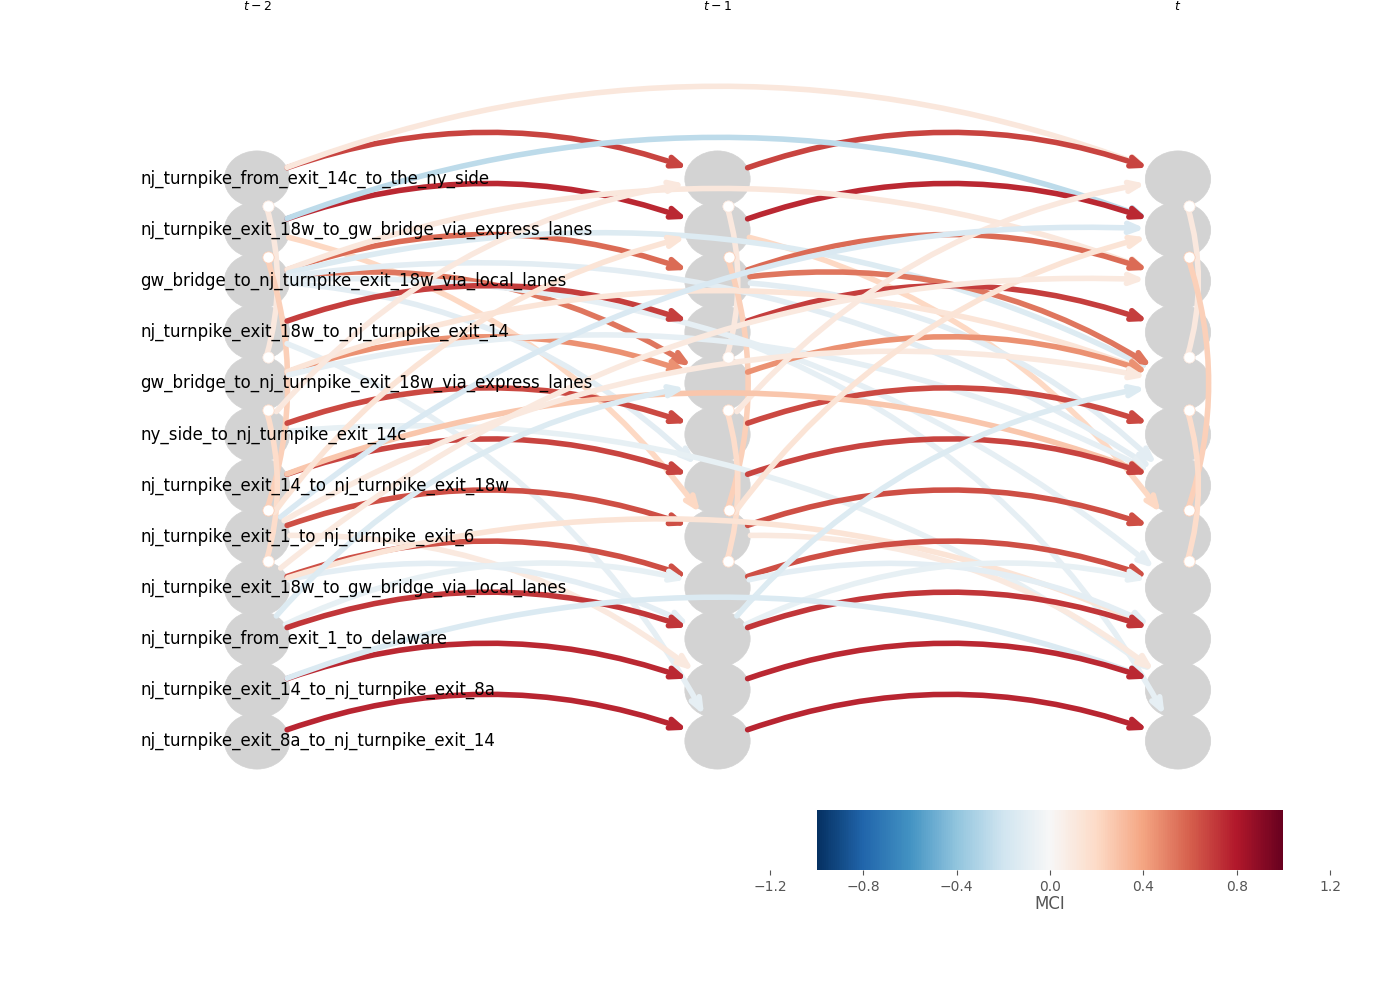 t − 2 t − 1 t
nj_turnpike_from_exit_14c_to_the_ny_side
nj_turnpike_exit_18w_to_gw_bridge_via_express_lanes
gw_bridge_to_nj_turnpike_exit_18w_via_local_lanes
nj_turnpike_exit_18w_to_nj_turnpike_exit_14
gw_bridge_to_nj_turnpike_exit_18w_via_express_lanes
ny_side_to_nj_turnpike_exit_14c
nj_turnpike_exit_14_to_nj_turnpike_exit_18w
nj_turnpike_exit_1_to_nj_turnpike_exit_6
nj_turnpike_exit_18w_to_gw_bridge_via_local_lanes
nj_turnpike_from_exit_1_to_delaware
nj_turnpike_exit_14_to_nj_turnpike_exit_8a
nj_turnpike_exit_8a_to_nj_turnpike_exit_14
−1.2 −0.8 −0.4 0.0 0.4 0.8 1.2
MCI